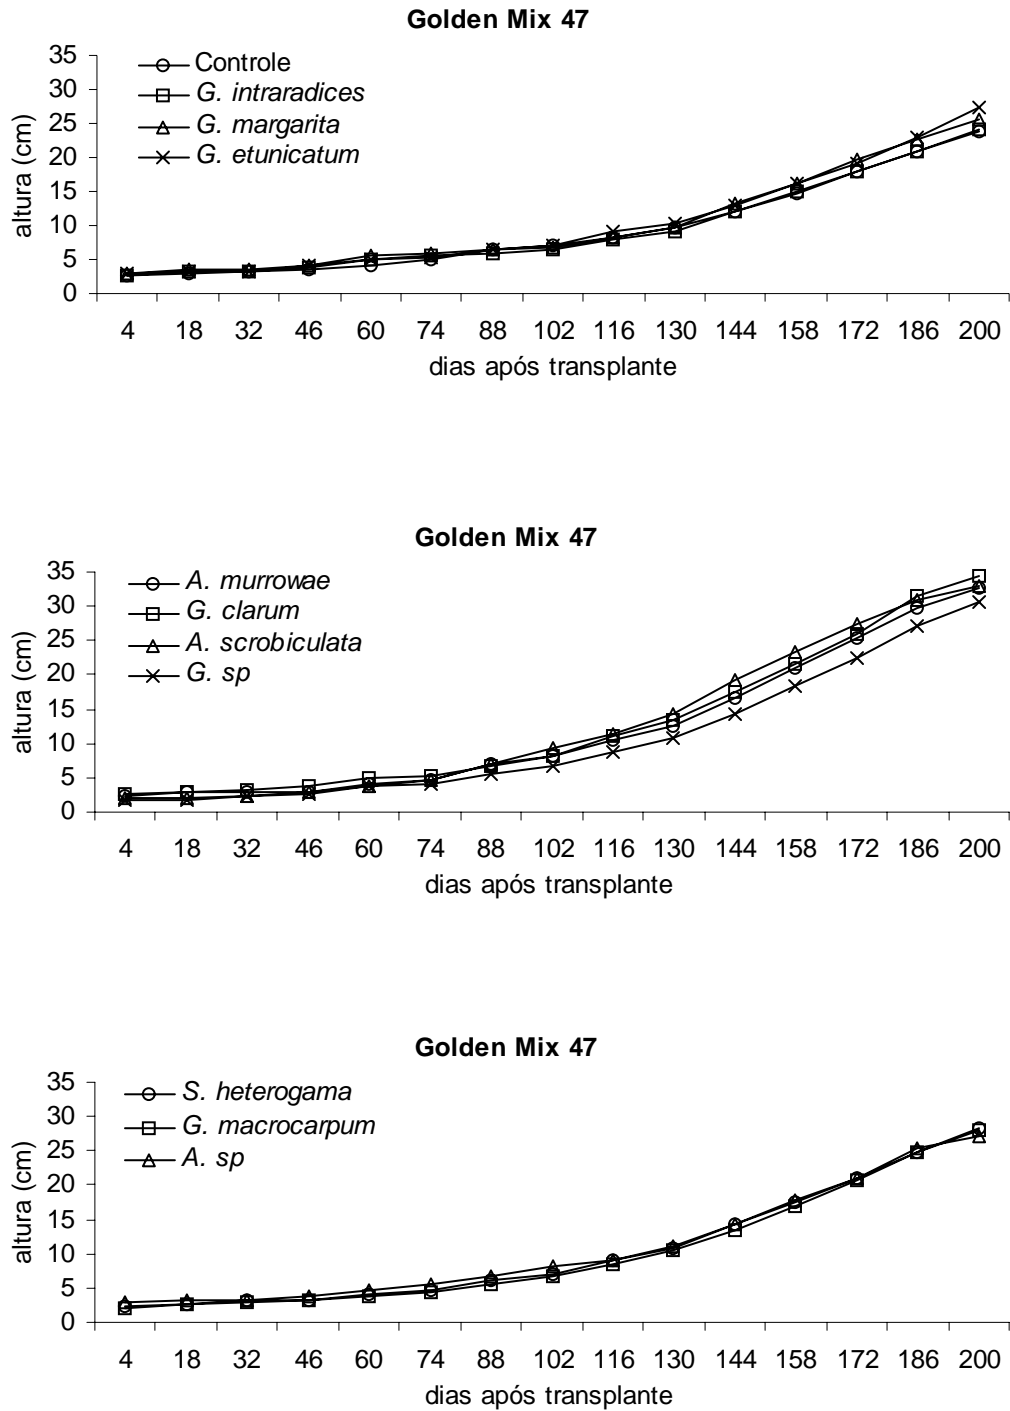 Golden Mix 47
35
30
25
20
15
10
5
0
altura (cm)
Controle
G. intraradices
G. margarita
G. etunicatum
4 18 32 46 60 74 88 102 116 130 144 158 172 186 200
dias após transplante
Golden Mix 47
35
30
25
20
15
10
5
0
altura (cm)
A. murrowae
G. clarum
A. scrobiculata
G. sp
4 18 32 46 60 74 88 102 116 130 144 158 172 186 200
dias após transplante
Golden Mix 47
35
30
25
20
15
10
5
0
altura (cm)
S. heterogama
G. macrocarpum
A. sp
4 18 32 46 60 74 88 102 116 130 144 158 172 186 200
dias após transplante